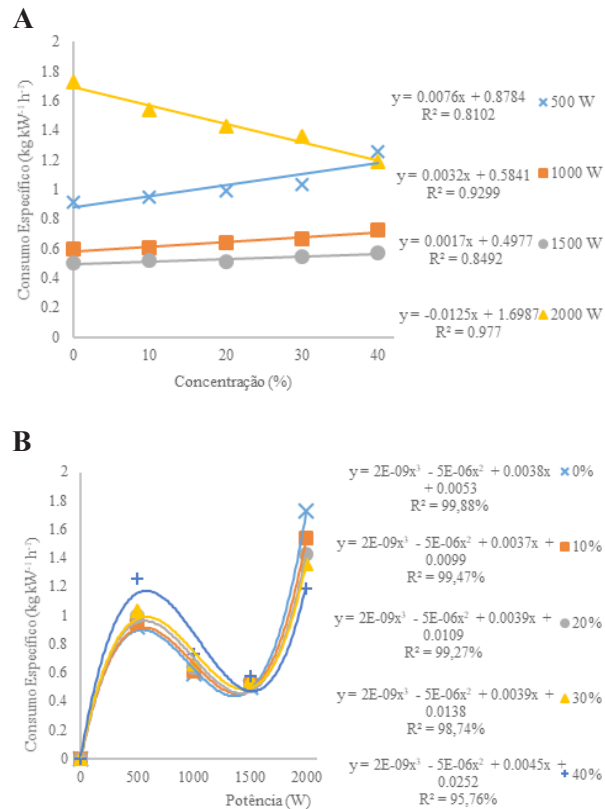 A
Consumo Específico (kg kW⁻¹ h⁻¹)
2
1.8
1.6
1.4
1.2
1
0.8
0.6
0.4
0.2
0
0
10
20
30
40
Concentração (%)
y = 0.0076x + 0.8784
R² = 0.8102
500 W
y = 0.0032x + 0.5841
R² = 0.9299
1000 W
y = 0.0017x + 0.4977
R² = 0.8492
1500 W
y = -0.0125x + 1.6987
R² = 0.977
2000 W
B
Consumo Específico (kg kW⁻¹ h⁻¹)
2
1.8
1.6
1.4
1.2
1
0.8
0.6
0.4
0.2
0
0
500
1000
1500
2000
Potência (W)
y = 2E-09x³ - 5E-06x² + 0.0038x
+ 0.0053
R² = 99,88%
0%
y = 2E-09x³ - 5E-06x² + 0.0037x +
0.0099
R² = 99,47%
10%
y = 2E-09x³ - 5E-06x² + 0.0039x +
0.0109
R² = 99,27%
20%
y = 2E-09x³ - 5E-06x² + 0.0039x +
0.0138
R² = 98,74%
30%
y = 2E-09x³ - 5E-06x² + 0.0045x +
0.0252
R² = 95,76%
40%